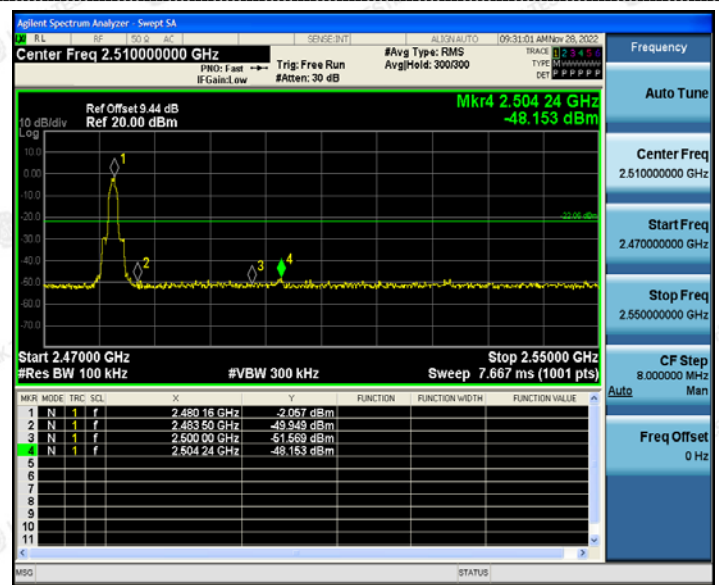 Agilent Spectrum Analyzer - Swept SA
RL RF 50 Ω AC SENSE:INT ALIGN AUTO 09:31:01 AM Nov 28, 2022
Center Freq 2.510000000 GHz
PNO: Fast
IFGain:Low
Trig: Free Run
#Atten: 30 dB
#Avg Type: RMS
Avg|Hold: 300/300
TRACE 1 2 3 4 5 6
TYPE M
DET P P P P P P
Ref Offset 9.44 dB
10 dB/div Ref 20.00 dBm
Log
Mkr4 2.504 24 GHz
-48.153 dBm
10.0
0.00
-10.0
-20.0
-30.0
-40.0
-50.0
-60.0
-70.0
1
2
3
4
-22.06 dBm
Start 2.47000 GHz Stop 2.55000 GHz
#Res BW 100 kHz #VBW 300 kHz Sweep 7.667 ms (1001 pts)
MKR MODE TRC SCL X Y FUNCTION FUNCTION WIDTH FUNCTION VALUE
1 N 1 f 2.480 16 GHz -2.057 dBm
2 N 1 f 2.483 50 GHz -49.949 dBm
3 N 1 f 2.500 00 GHz -51.569 dBm
4 N 1 f 2.504 24 GHz -48.153 dBm
5
6
7
8
9
10
11
MSG STATUS
Frequency
Auto Tune
Center Freq
2.510000000 GHz
Start Freq
2.470000000 GHz
Stop Freq
2.550000000 GHz
CF Step
8.000000 MHz
Auto Man
Freq Offset
0 Hz